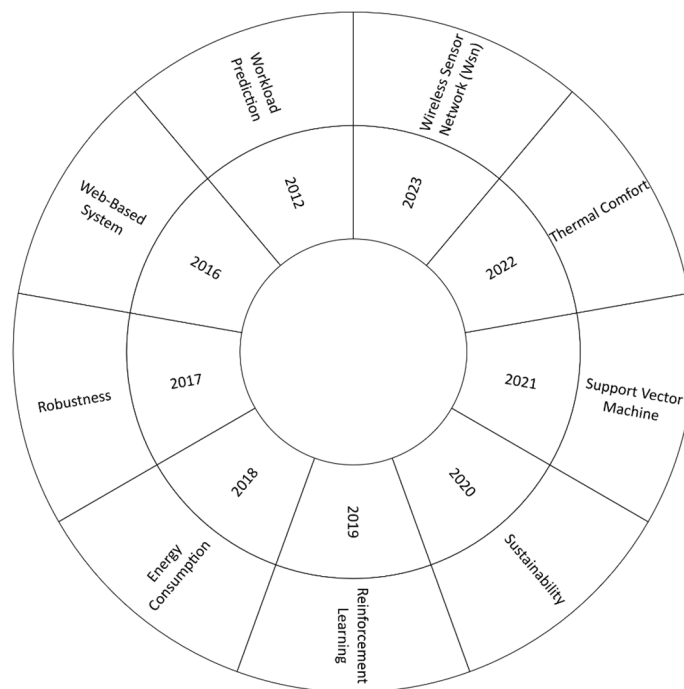 Wireless Sensor
Network (Wsn)
2023
Thermal Comfort
2022
Support Vector
Machine
2021
Sustainability
2020
Reinforcement
Learning
2019
Energy
Consumption
2018
Robustness
2017
Web-Based
System
2016
Workload
Prediction
2012